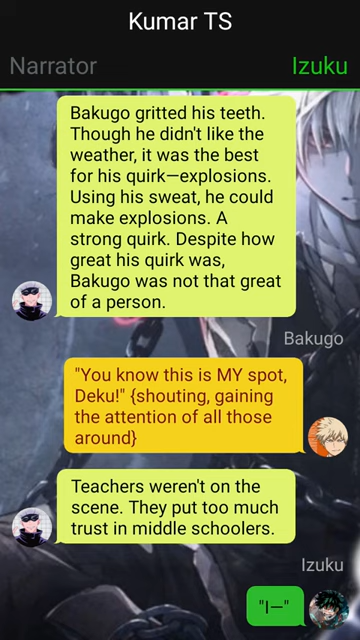 Kumar TS
Narrator
Izuku
Bakugo gritted his teeth.
Though he didn't like the
weather, it was the best
for his quirk—explosions.
Using his sweat, he could
make explosions. A
strong quirk. Despite how
great his quirk was,
Bakugo was not that great
of a person.
Bakugo
"You know this is MY spot,
Deku!" {shouting, gaining
the attention of all those
around}
Teachers weren't on the
scene. They put too much
trust in middle schoolers.
Izuku
"I—"